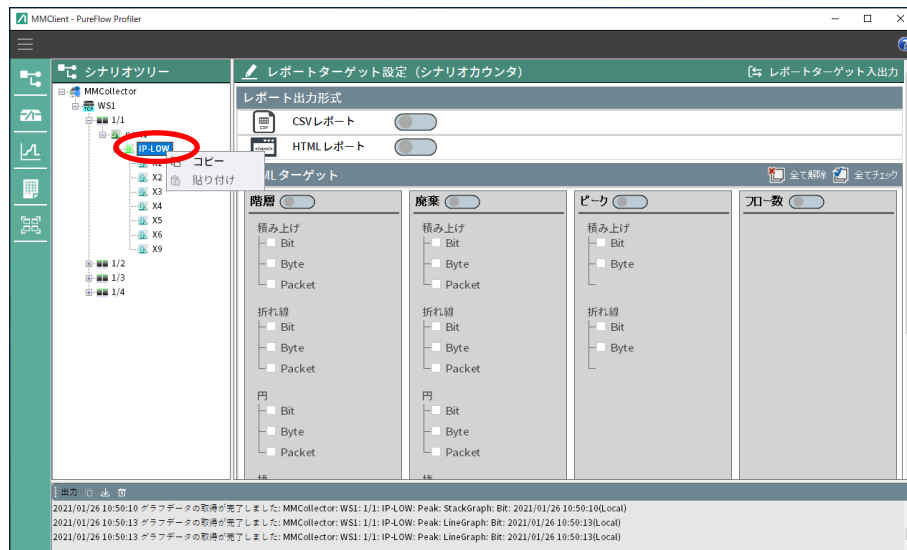 MMClient - PureFlow Profiler
シナリオツリー
レポートターゲット設定（シナリオカウンタ）
レポートターゲット入出力
MMCollector
WS1
1/1
IP-LOW
コピー
貼り付け
X2
X3
X4
X5
X6
X9
1/2
1/3
1/4
レポート出力形式
CSVレポート
HTMLレポート
MLターゲット
全て解除
全てチェック
階層
積み上げ
Bit
Byte
Packet
折れ線
Bit
Byte
Packet
円
Bit
Byte
Packet
廃棄
積み上げ
Bit
Byte
Packet
折れ線
Bit
Byte
Packet
円
Bit
Byte
Packet
ピーク
積み上げ
Bit
Byte
折れ線
Bit
Byte
フロー数
出力
2021/01/26 10:50:10 グラフデータの取得が完了しました: MMCollector: WS1: 1/1: IP-LOW: Peak: StackGraph: Bit: 2021/01/26 10:50:10(Local)
2021/01/26 10:50:13 グラフデータの取得が完了しました: MMCollector: WS1: 1/1: IP-LOW: Peak: LineGraph: Bit: 2021/01/26 10:50:13(Local)
2021/01/26 10:50:13 グラフデータの取得が完了しました: MMCollector: WS1: 1/1: IP-LOW: Peak: LineGraph: Bit: 2021/01/26 10:50:13(Local)